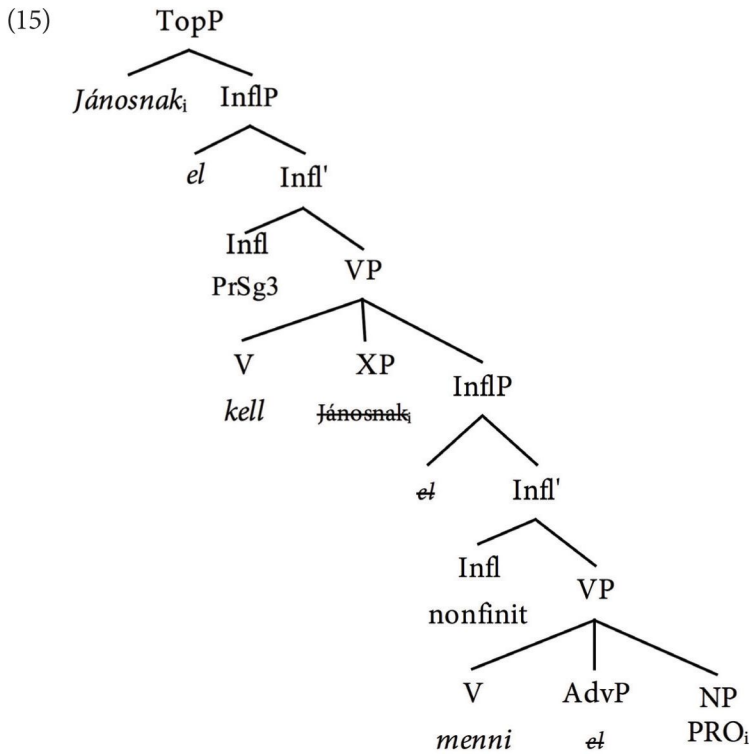 (15) TopP
Jánosnakᵢ InflP
el Infl'
Infl
PrSg3 VP
V XP InflP
kell Jánosnakᵢ
el Infl'
Infl VP
nonfinit
V AdvP NP
menni el PROᵢ